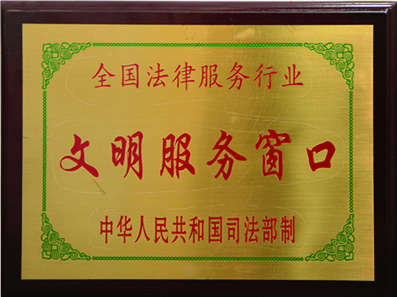 全国法律服务行业
文明服务窗口
中华人民共和国司法部制